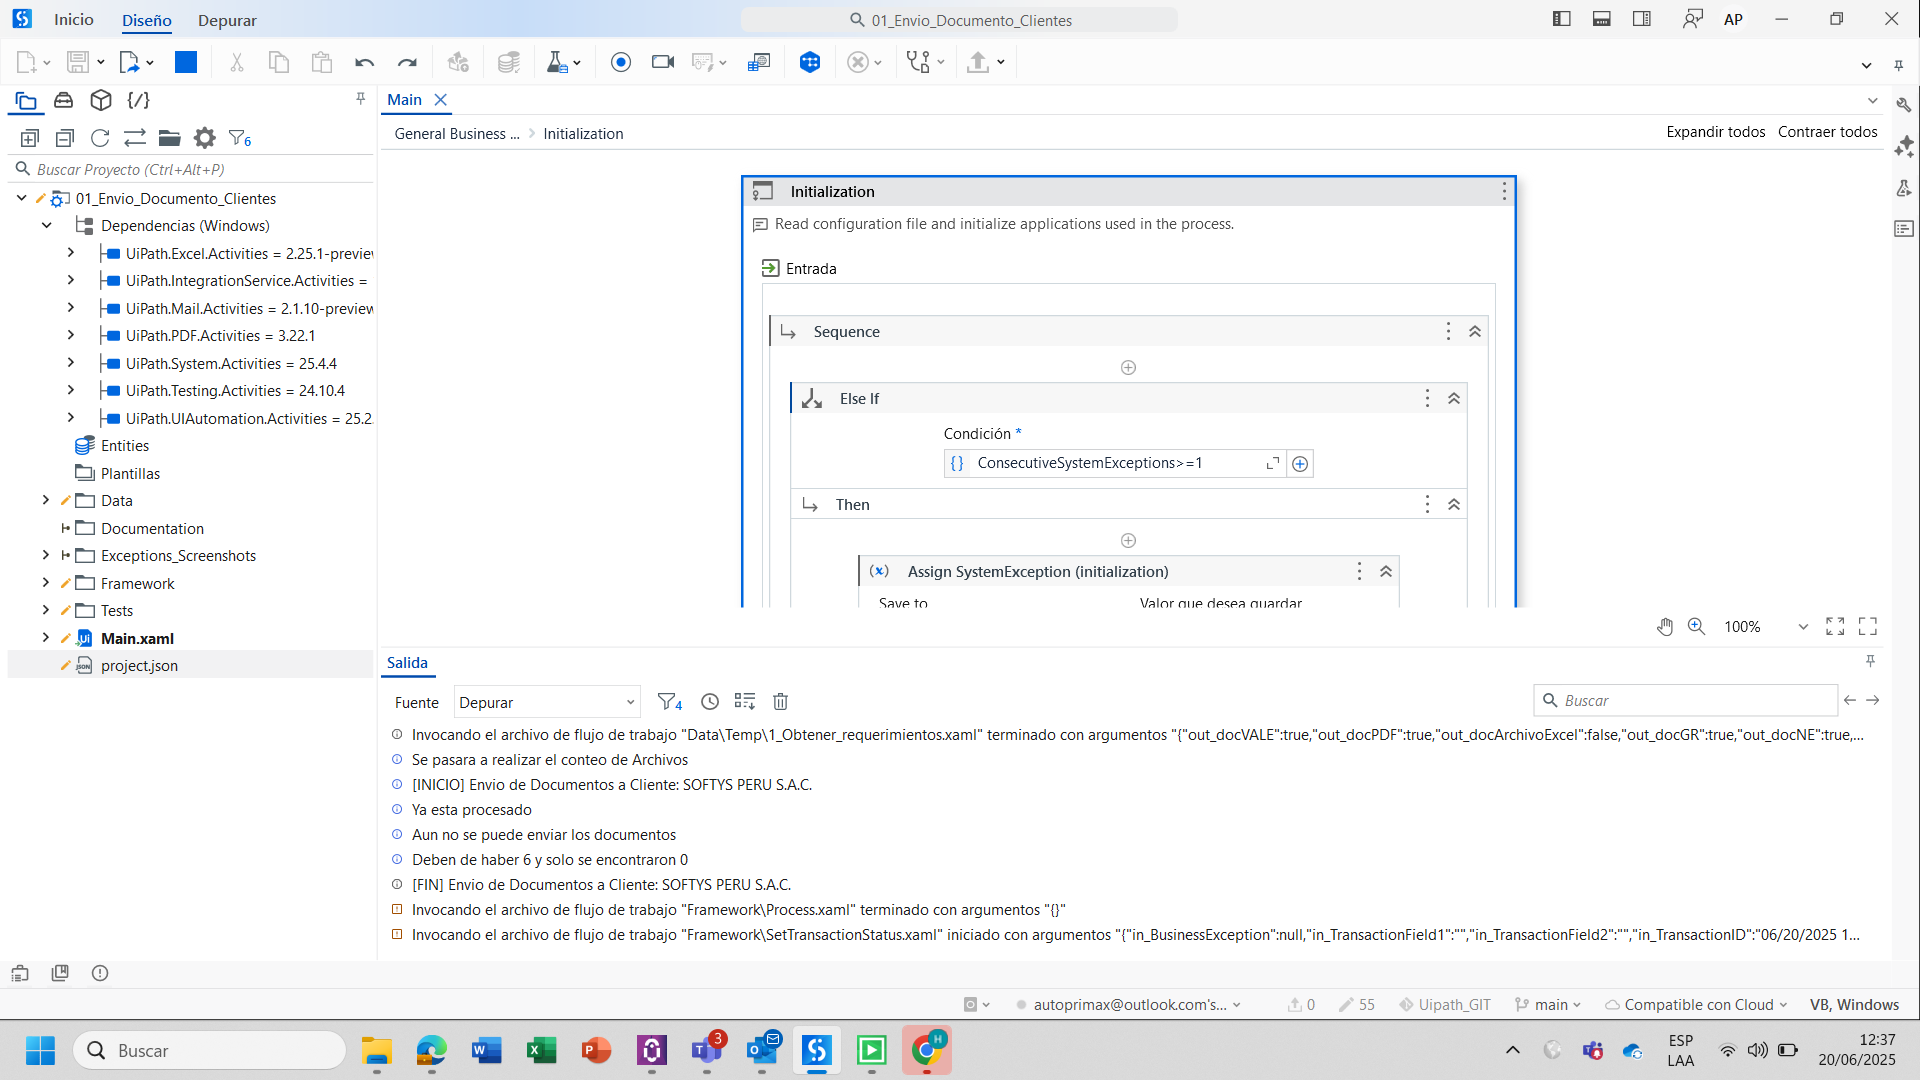 Inicio
Diseño
Depurar
01_Envio_Documento_Clientes
AP
6
Buscar Proyecto (Ctrl+Alt+P)
01_Envio_Documento_Clientes
Dependencias (Windows)
UiPath.Excel.Activities = 2.25.1-preview
UiPath.IntegrationService.Activities =
UiPath.Mail.Activities = 2.1.10-preview
UiPath.PDF.Activities = 3.22.1
UiPath.System.Activities = 25.4.4
UiPath.Testing.Activities = 24.10.4
UiPath.UIAutomation.Activities = 25.2.
Entities
Plantillas
Data
Documentation
Exceptions_Screenshots
Framework
Tests
Main.xaml
project.json
Main
General Business ... > Initialization
Expandir todos Contraer todos
Initialization
Read configuration file and initialize applications used in the process.
Entrada
Sequence
Else If
Condición *
ConsecutiveSystemExceptions>=1
Then
Assign SystemException (initialization)
Save to
Valor que desea guardar
100%
Salida
Fuente
Depurar
4
Buscar
Invocando el archivo de flujo de trabajo "Data\Temp\1_Obtener_requerimientos.xaml" terminado con argumentos "{"out_docVALE":true,"out_docPDF":true,"out_docArchivoExcel":false,"out_docGR":true,"out_docNE":true,...
Se pasara a realizar el conteo de Archivos
[INICIO] Envio de Documentos a Cliente: SOFTYS PERU S.A.C.
Ya esta procesado
Aun no se puede enviar los documentos
Deben de haber 6 y solo se encontraron 0
[FIN] Envio de Documentos a Cliente: SOFTYS PERU S.A.C.
Invocando el archivo de flujo de trabajo "Framework\Process.xaml" terminado con argumentos "{}"
Invocando el archivo de flujo de trabajo "Framework\SetTransactionStatus.xaml" iniciado con argumentos "{"in_BusinessException":null,"in_TransactionField1":"","in_TransactionField2":"","in_TransactionID":"06/20/2025 1...
autoprimax@outlook.com's...
0
55
Uipath_GIT
main
Compatible con Cloud
VB, Windows
Buscar
3
H
ESP
LAA
12:37
20/06/2025